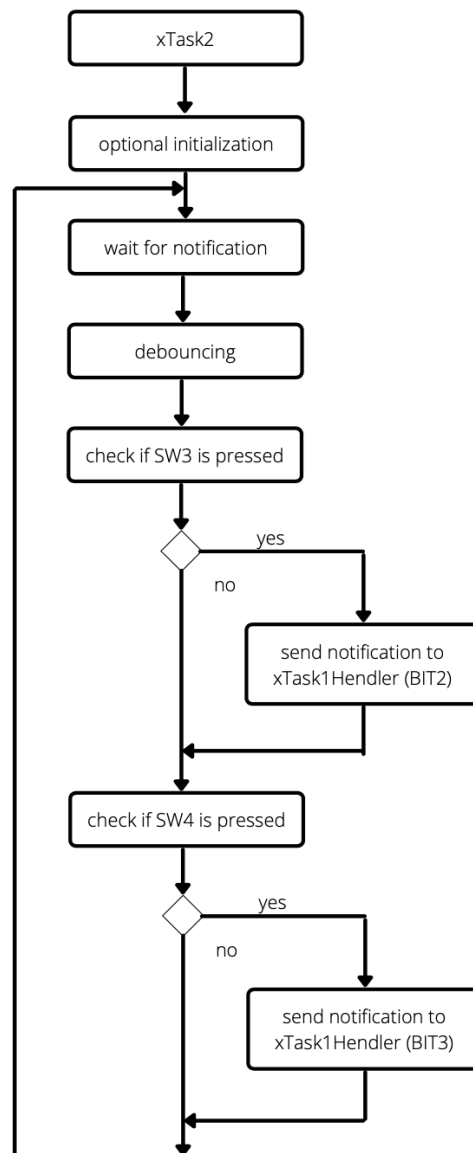 xTask2
optional initialization
wait for notification
debouncing
check if SW3 is pressed
yes
no
send notification to
xTask1Hendler (BIT2)
check if SW4 is pressed
yes
no
send notification to
xTask1Hendler (BIT3)